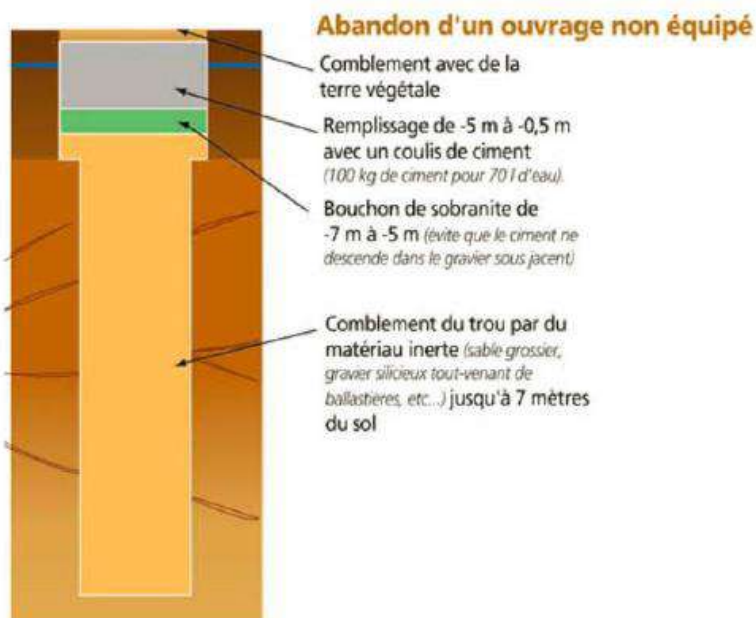 Abandon d'un ouvrage non équipé
Comblement avec de la
terre végétale
Remplissage de -5 m à -0,5 m
avec un coulis de ciment
(100 kg de ciment pour 70 l d'eau).
Bouchon de sobranite de
-7 m à -5 m (évite que le ciment ne
descende dans le gravier sous jacent)
Comblement du trou par du
matériau inerte (sable grossier,
gravier silicieux tout-venant de
ballastières, etc...) jusqu'à 7 mètres
du sol